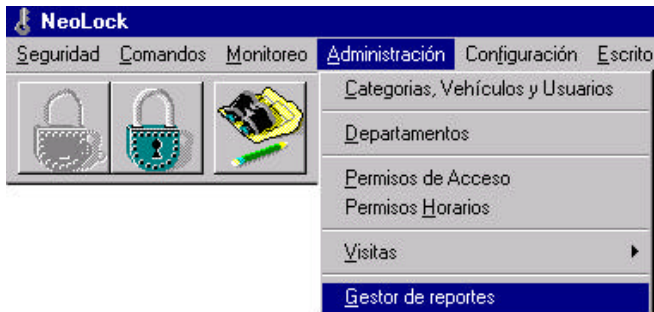 NeoLock
Seguridad Comandos Monitoreo Administración Configuración Escrito
Categorias, Vehículos y Usuarios
Departamentos
Permisos de Acceso
Permisos Horarios
Visitas
Gestor de reportes